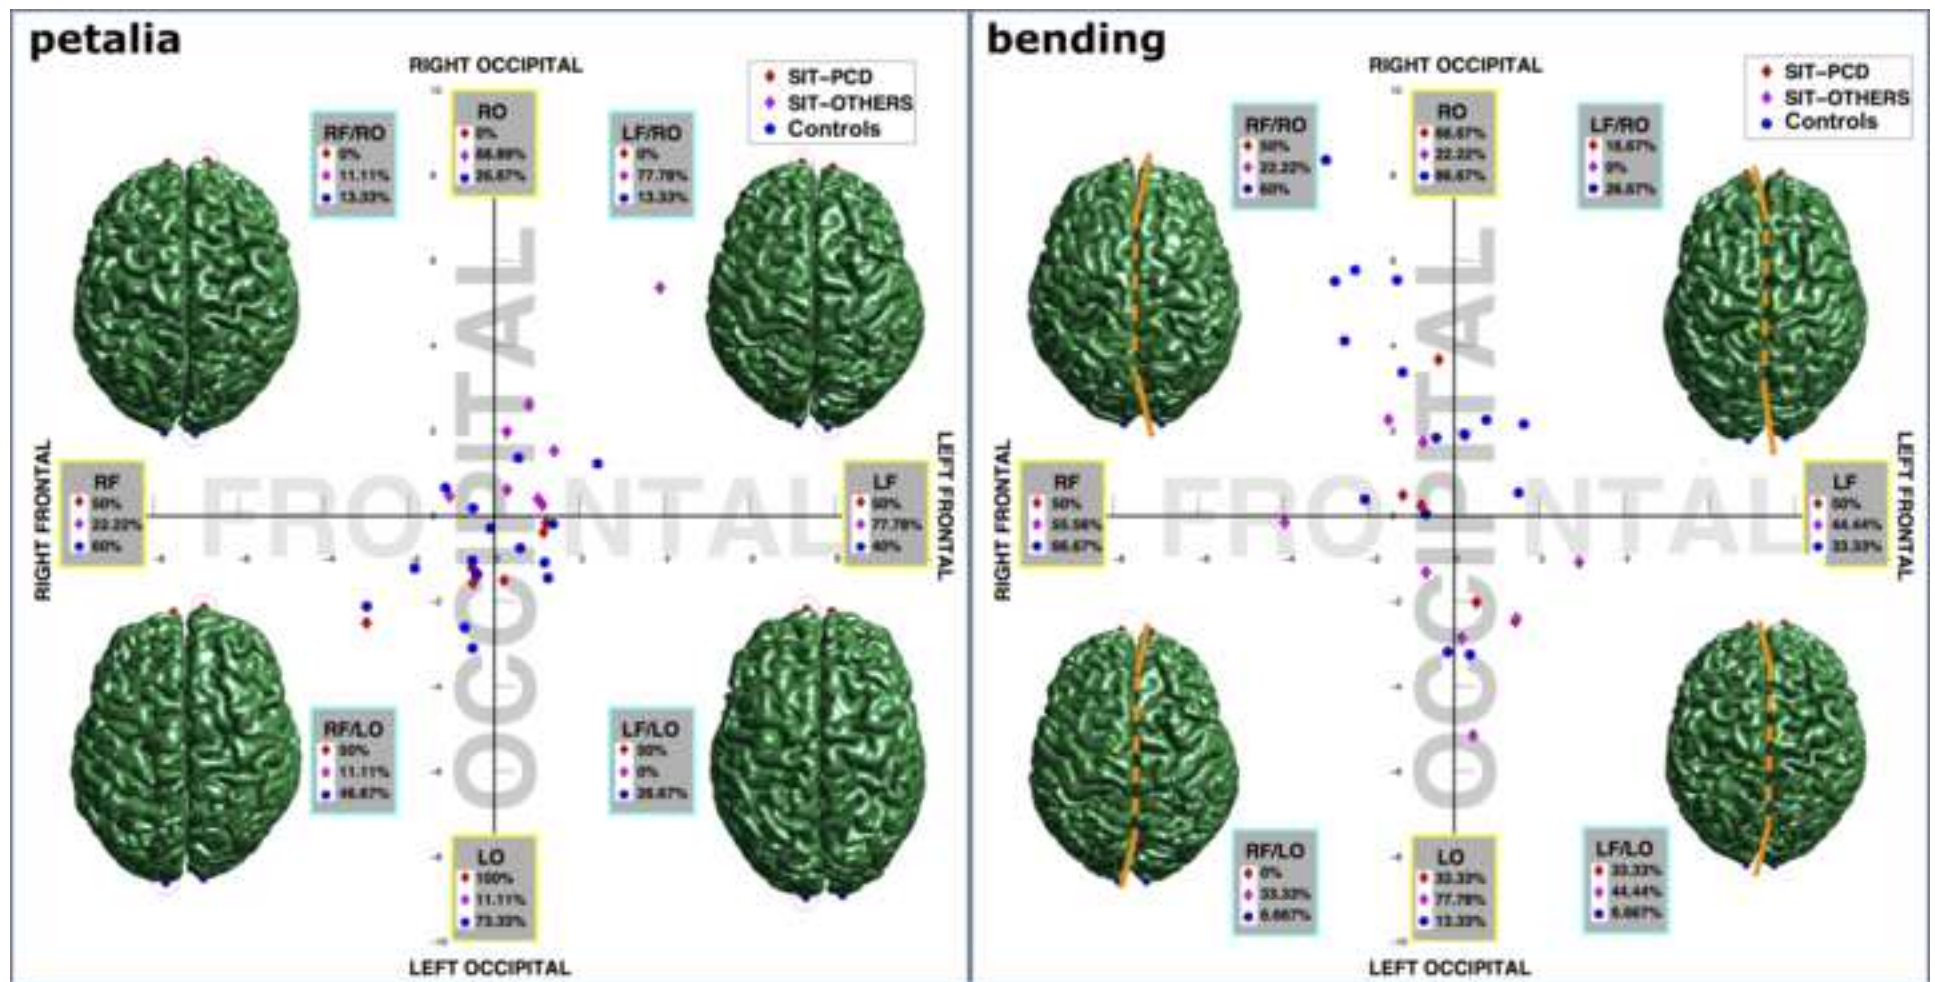 petalia
RIGHT OCCIPITAL
SIT-PCD
SIT-OTHERS
Controls
RF/RO
0%
11.11%
13.33%
RO
0%
88.89%
26.67%
LF/RO
0%
77.78%
13.33%
OCCIPITAL
FRONTAL
RIGHT FRONTAL
RF
50%
22.22%
60%
LF
50%
77.78%
40%
LEFT FRONTAL
RF/LO
50%
11.11%
46.67%
LF/LO
50%
0%
26.67%
LO
100%
11.11%
73.33%
LEFT OCCIPITAL
bending
RIGHT OCCIPITAL
SIT-PCD
SIT-OTHERS
Controls
RF/RO
50%
22.22%
60%
RO
66.67%
22.22%
86.67%
LF/RO
16.67%
0%
26.67%
OCCIPITAL
FRONTAL
RIGHT FRONTAL
RF
50%
55.56%
66.67%
LF
50%
44.44%
33.33%
LEFT FRONTAL
RF/LO
0%
33.33%
6.667%
LO
33.33%
77.78%
13.33%
LF/LO
33.33%
44.44%
6.667%
LEFT OCCIPITAL